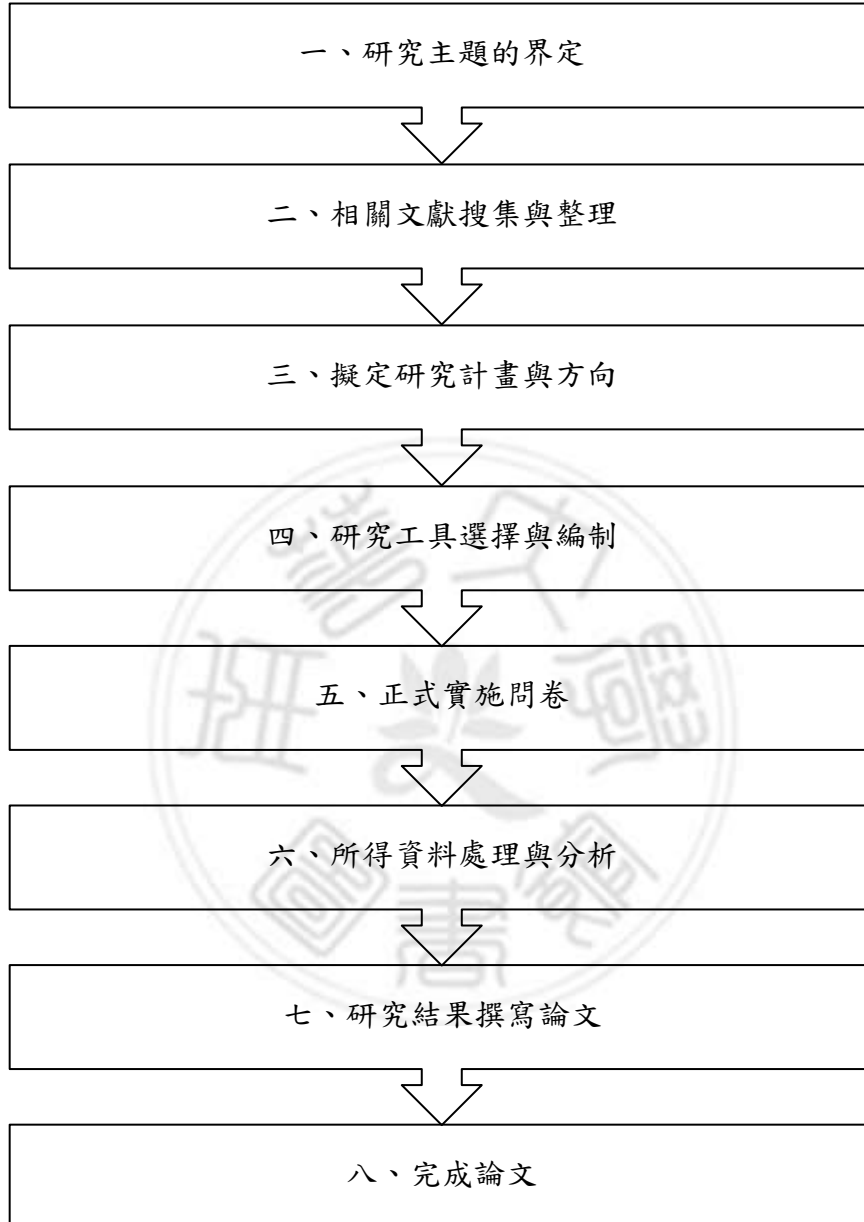 一、研究主題的界定
二、相關文獻搜集與整理
三、擬定研究計畫與方向
四、研究工具選擇與編制
五、正式實施問卷
六、所得資料處理與分析
七、研究結果撰寫論文
八、完成論文